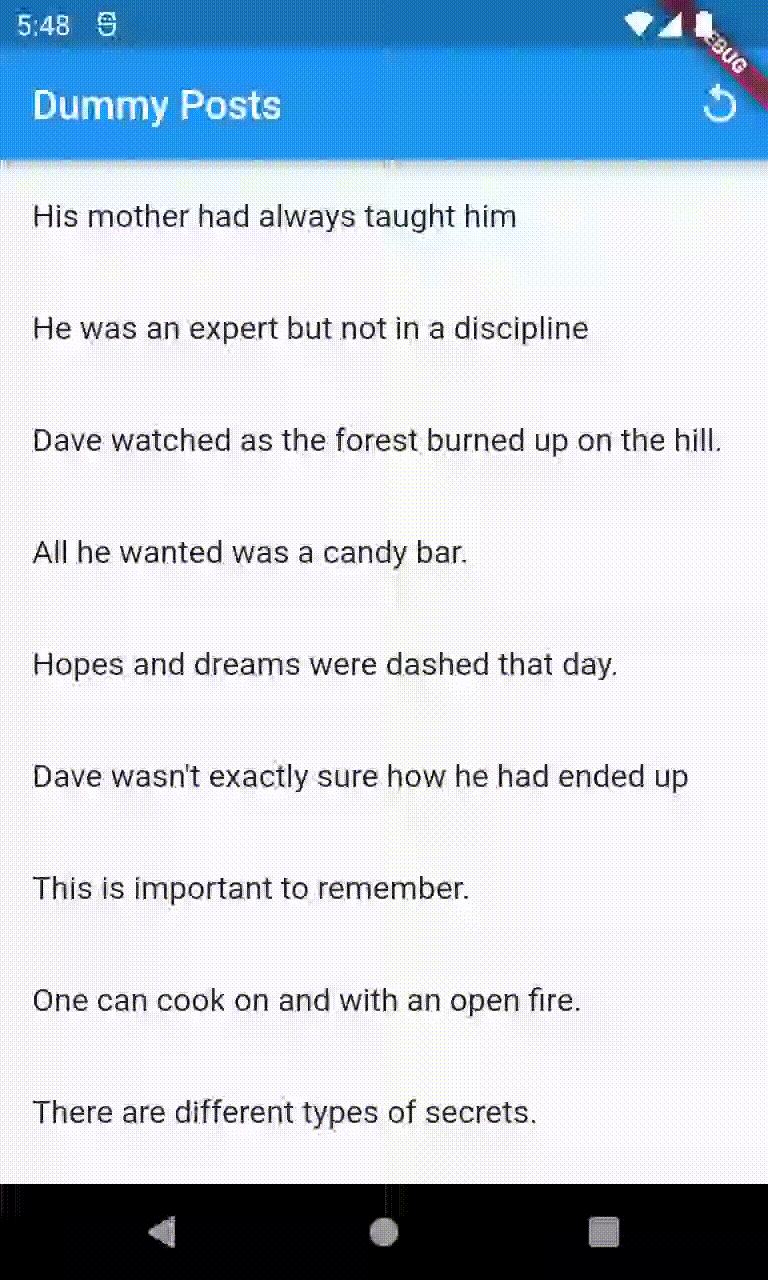 5:48
EBUG
Dummy Posts
His mother had always taught him
He was an expert but not in a discipline
Dave watched as the forest burned up on the hill.
All he wanted was a candy bar.
Hopes and dreams were dashed that day.
Dave wasn't exactly sure how he had ended up
This is important to remember.
One can cook on and with an open fire.
There are different types of secrets.